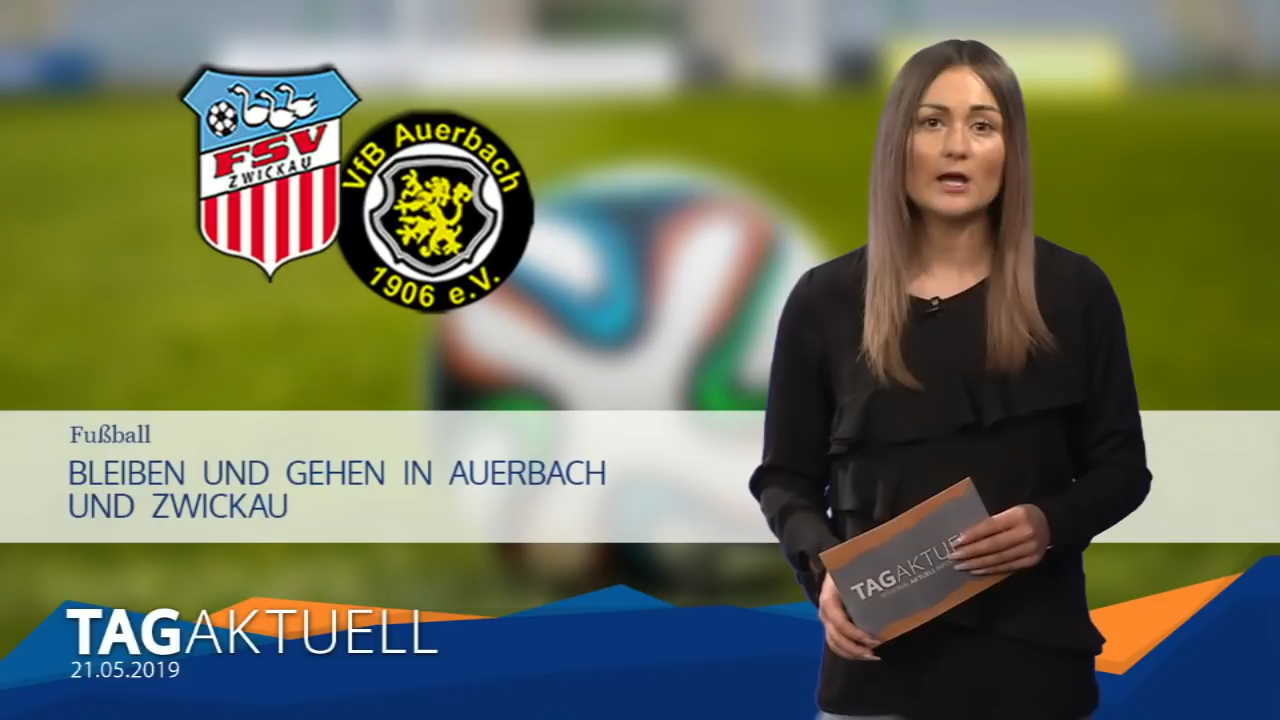 FSV
ZWICKAU
VfB Auerbach
1906 e.V.
Fußball
BLEIBEN UND GEHEN IN AUERBACH
UND ZWICKAU
TAGAKTUELL
21.05.2019
TAGAKTUELL